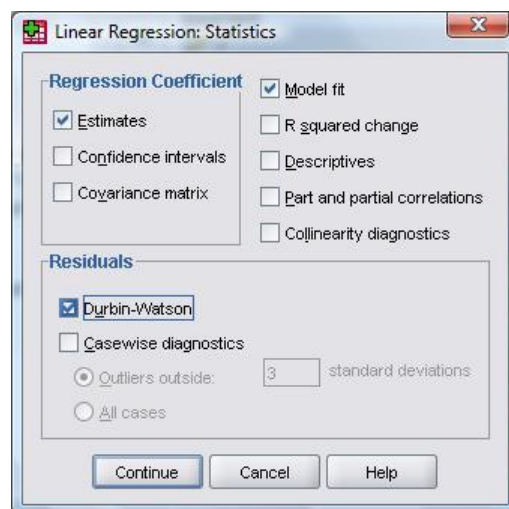 Linear Regression: Statistics
Regression Coefficient
Estimates
Confidence intervals
Covariance matrix
Model fit
R squared change
Descriptives
Part and partial correlations
Collinearity diagnostics
Residuals
Durbin-Watson
Casewise diagnostics
Outliers outside: 3 standard deviations
All cases
Continue Cancel Help